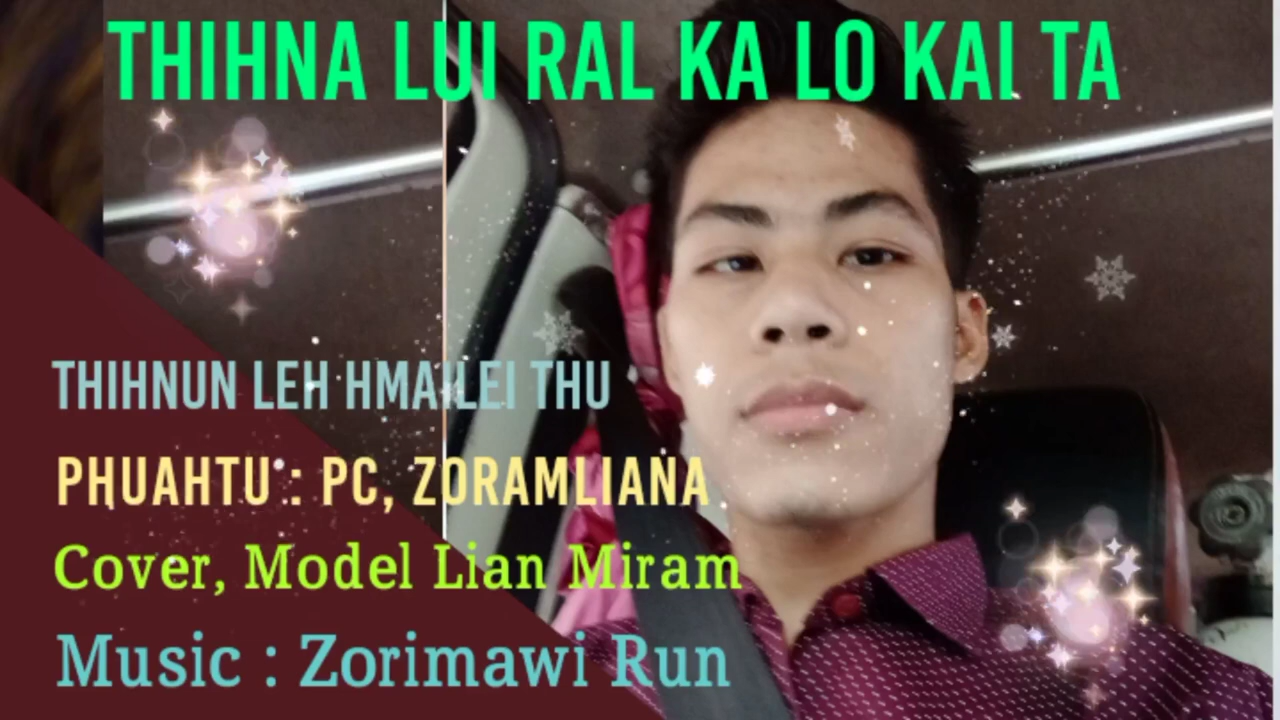 THIHNA LUI RAL KA LO KAI TA
THIHNUN LEH HMAILEI THU
PHUAHTU : PC, ZORAMLIANA
Cover, Model Lian Miram
Music : Zorimawi Run